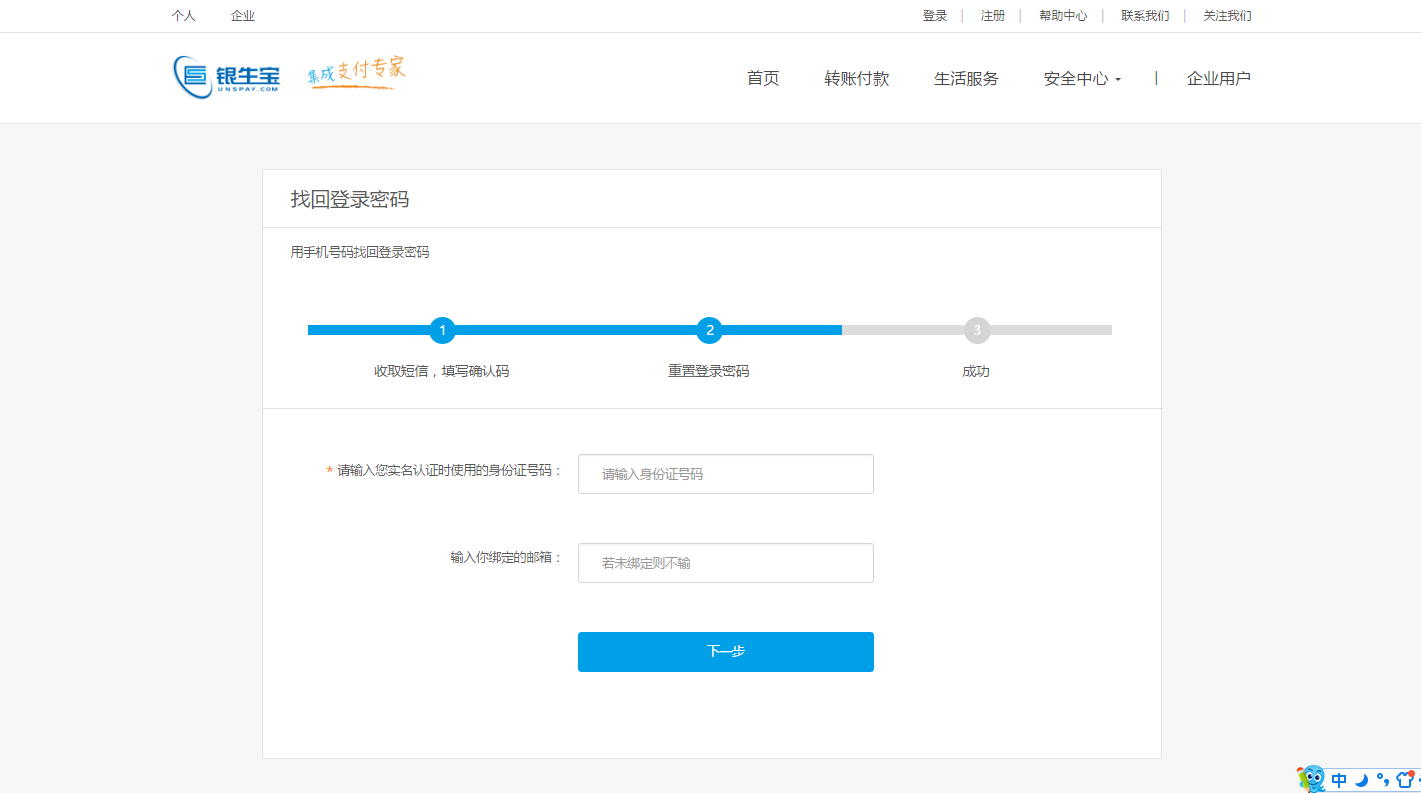 个人 企业 登录 | 注册 | 帮助中心 | 联系我们 | 关注我们
银生宝 UNSPAY.COM 集成支付专家 首页 转账付款 生活服务 安全中心 | 企业用户
找回登录密码
用手机号码找回登录密码
1 2 3
收取短信，填写确认码 重置登录密码 成功
* 请输入您实名认证时使用的身份证号码： 请输入身份证号码
输入你绑定的邮箱： 若未绑定则不输
下一步
中